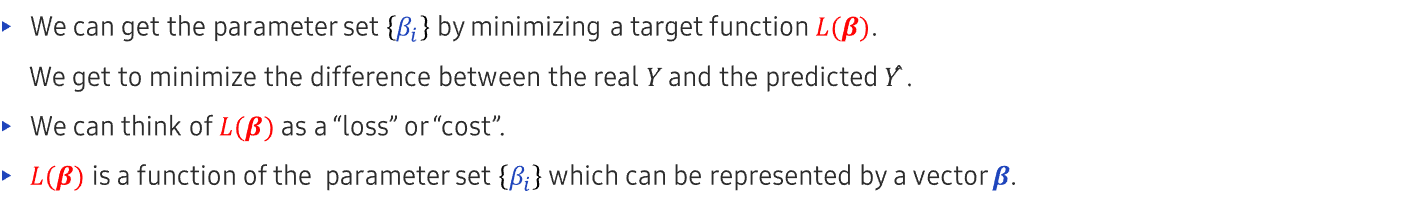 ▸ We can get the parameter set {βᵢ} by minimizing a target function L(β).
We get to minimize the difference between the real Y and the predicted Ŷ.
▸ We can think of L(β) as a “loss” or “cost”.
▸ L(β) is a function of the parameter set {βᵢ} which can be represented by a vector β.